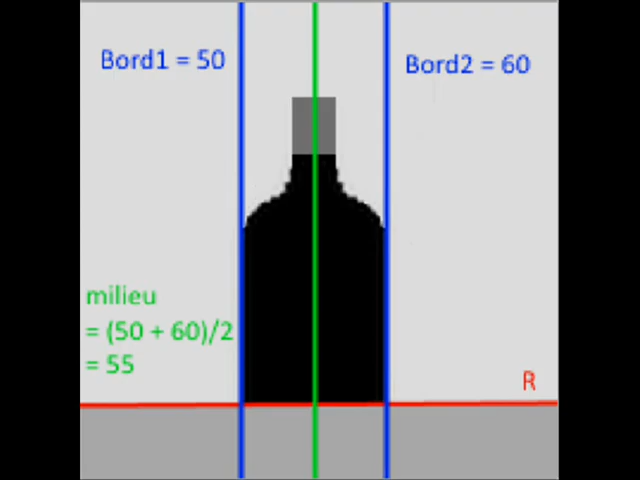 Bord1 = 50
Bord2 = 60
milieu
= (50 + 60)/2
= 55
R